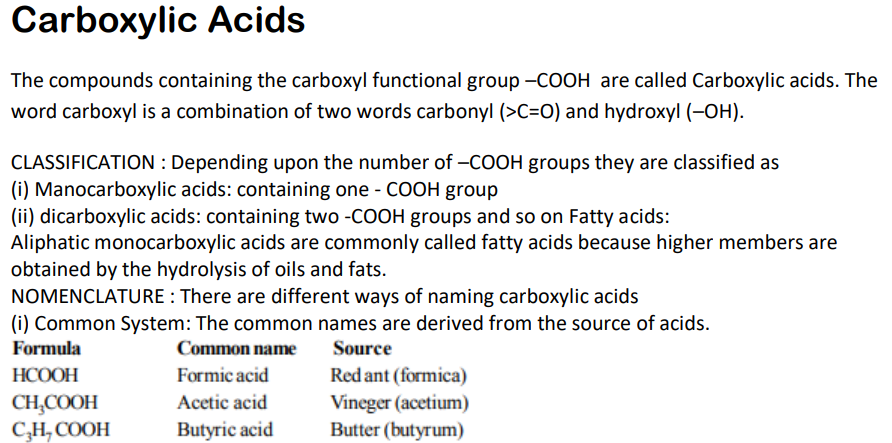 Carboxylic Acids
The compounds containing the carboxyl functional group –COOH are called Carboxylic acids. The
word carboxyl is a combination of two words carbonyl (>C=O) and hydroxyl (–OH).
CLASSIFICATION : Depending upon the number of –COOH groups they are classified as
(i) Manocarboxylic acids: containing one - COOH group
(ii) dicarboxylic acids: containing two -COOH groups and so on Fatty acids:
Aliphatic monocarboxylic acids are commonly called fatty acids because higher members are
obtained by the hydrolysis of oils and fats.
NOMENCLATURE : There are different ways of naming carboxylic acids
(i) Common System: The common names are derived from the source of acids.
Formula Common name Source
HCOOH Formic acid Red ant (formica)
CH₃COOH Acetic acid Vineger (acetium)
C₃H₇ COOH Butyric acid Butter (butyrum)